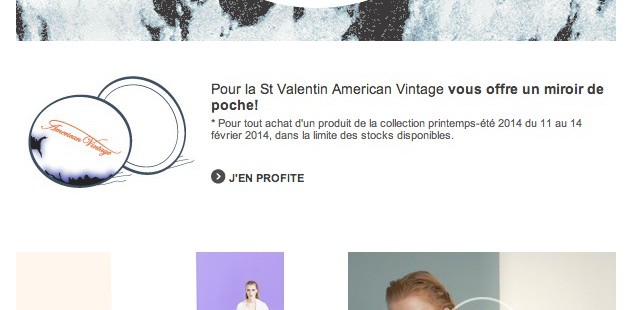 Pour la St Valentin American Vintage vous offre un miroir de
poche!
* Pour tout achat d'un produit de la collection printemps-été 2014 du 11 au 14
février 2014, dans la limite des stocks disponibles.
American Vintage
J'EN PROFITE